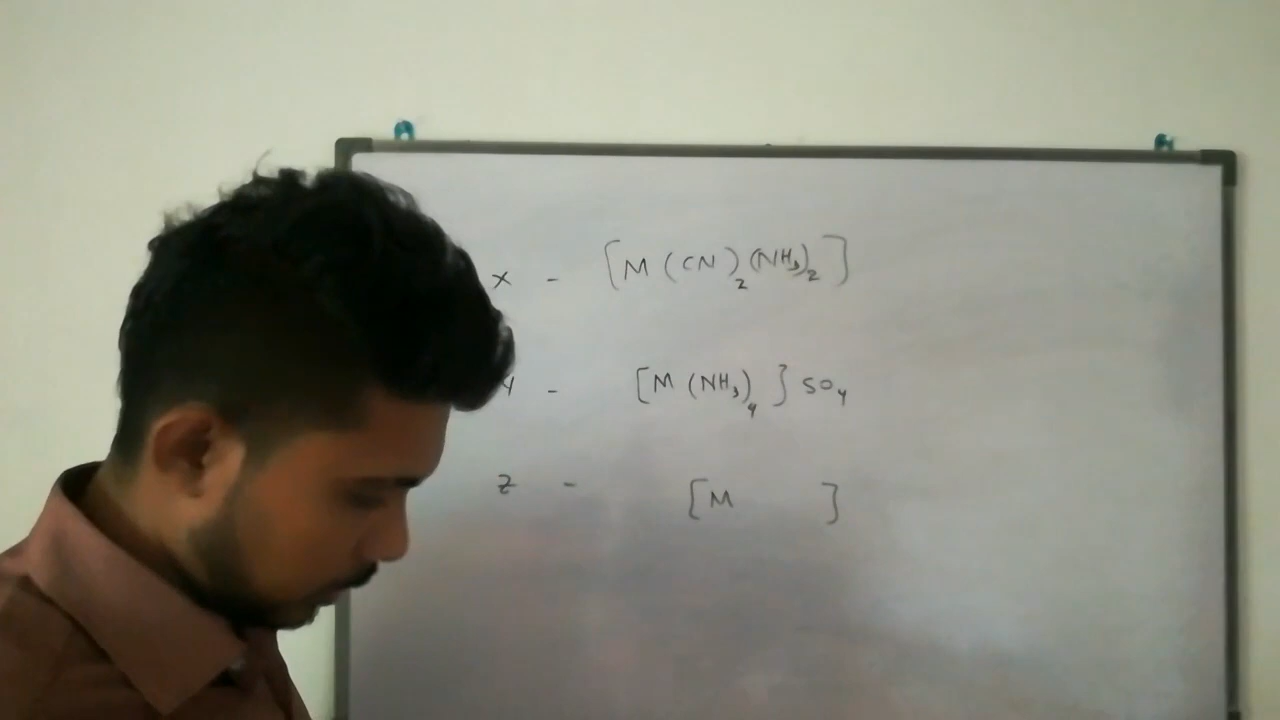 x - [M(CN)₂(NH₃)₂]
y - [M(NH₃)₄]SO₄
z - [M ]